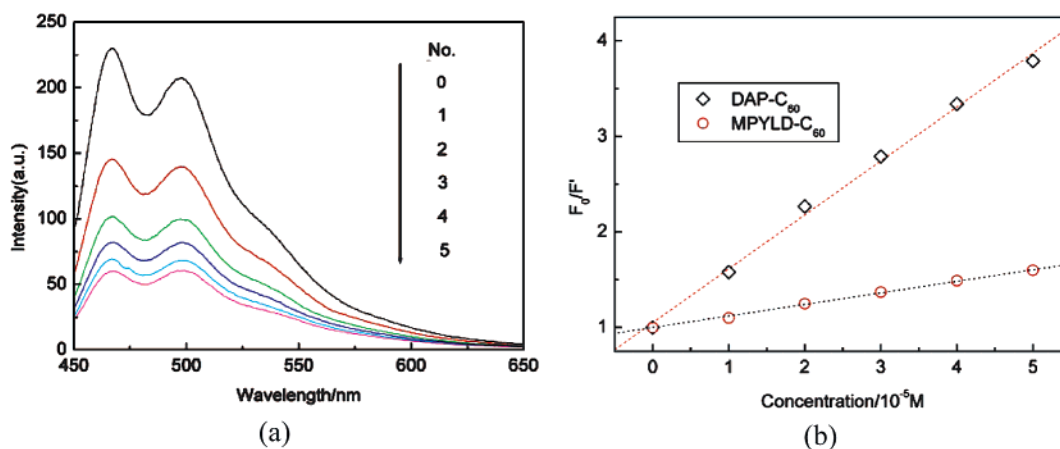 250
200
150
100
50
0
Intensity(a.u.)
450 500 550 600 650
Wavelength/nm
No.
0
1
2
3
4
5
(a)
4
3
2
1
F₀/F'
DAP-C₆₀
MPYLD-C₆₀
0 1 2 3 4 5
Concentration/10⁻⁵M
(b)